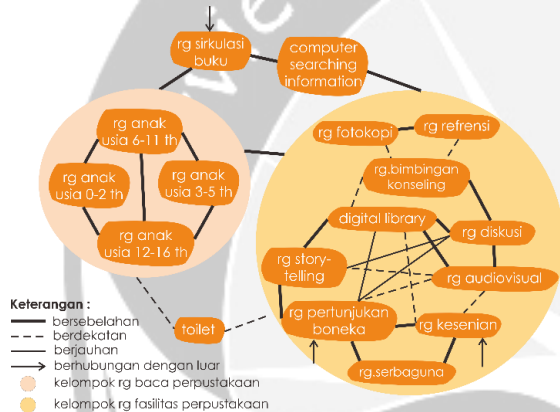 rg sirkulasi
buku
computer
searching
information
rg anak
usia 6-11 th
rg anak
usia 0-2 th
rg anak
usia 3-5 th
rg anak
usia 12-16 th
rg fotokopi
rg refrensi
rg.bimbingan
konseling
digital library
rg diskusi
rg story-
telling
rg audiovisual
rg pertunjukan
boneka
rg kesenian
rg.serbaguna
toilet
Keterangan :
bersebelahan
berdekatan
berjauhan
berhubungan dengan luar
kelompok rg baca perpustakaan
kelompok rg fasilitas perpustakaan